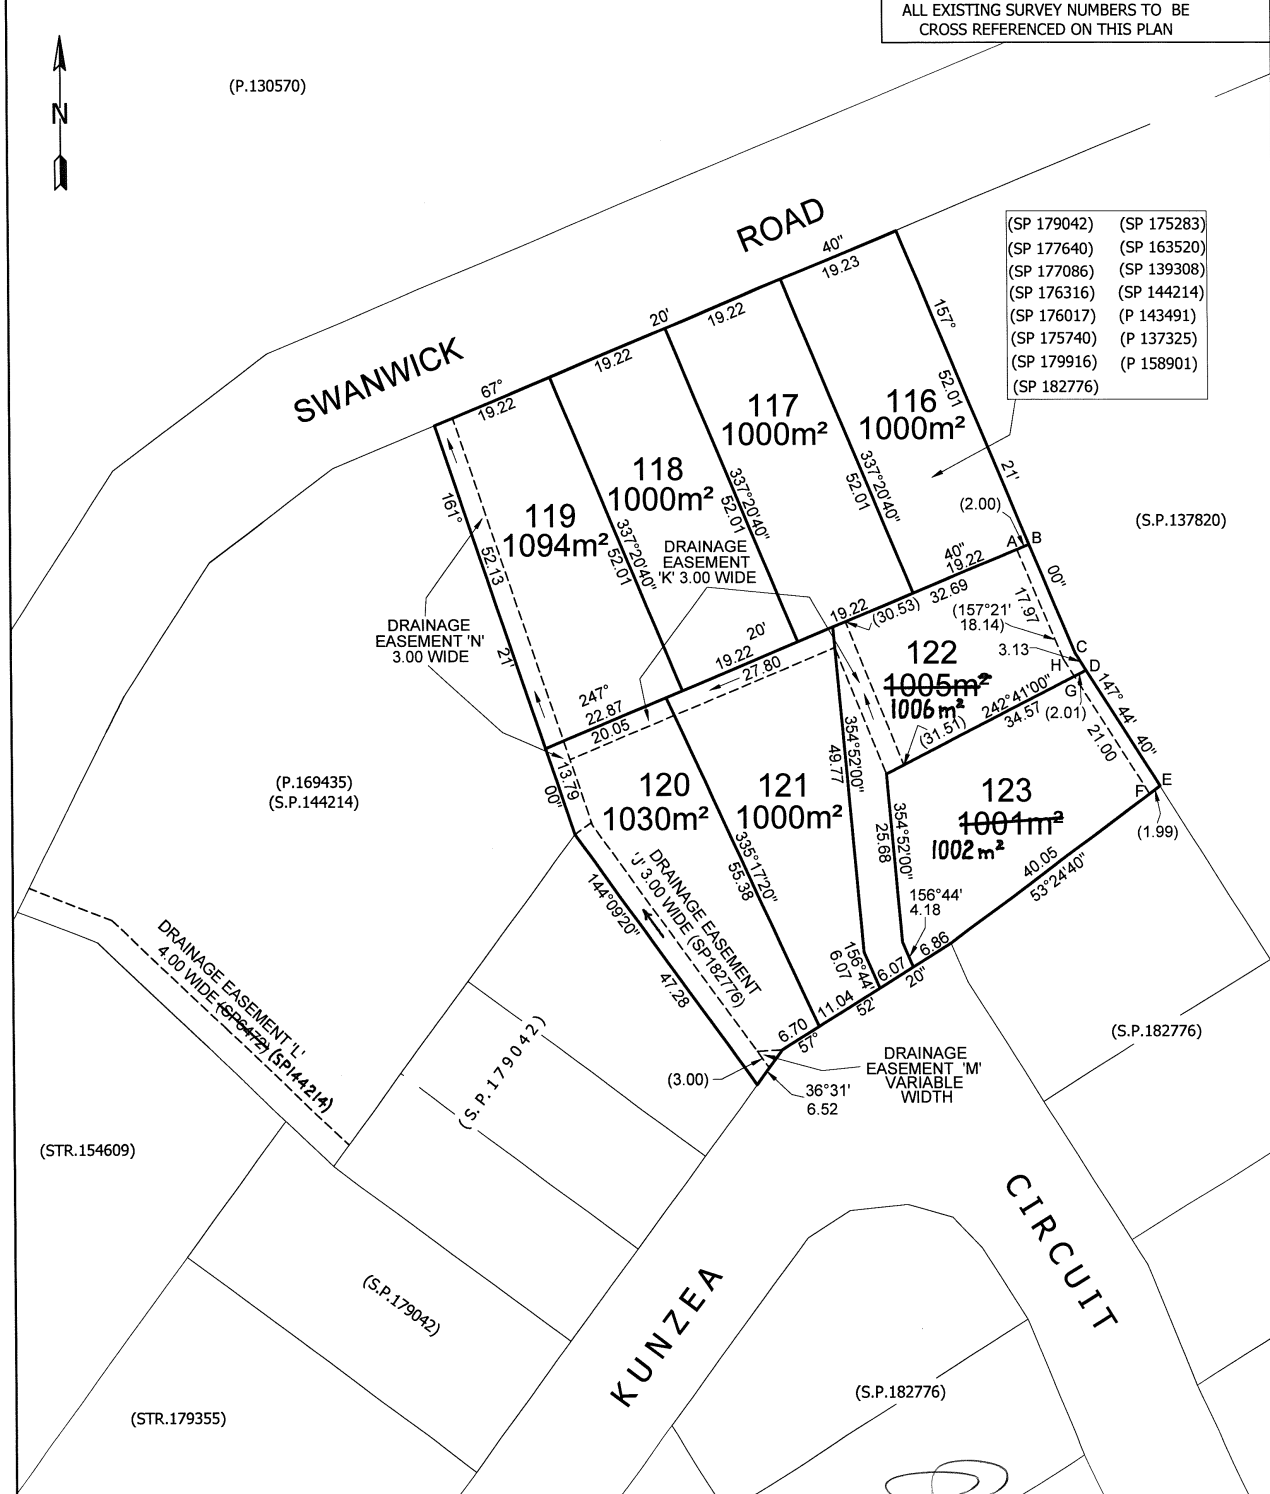 ALL EXISTING SURVEY NUMBERS TO BE
CROSS REFERENCED ON THIS PLAN
N
(P.130570)
SWANWICK
ROAD
(SP 179042) (SP 175283)
(SP 177640) (SP 163520)
(SP 177086) (SP 139308)
(SP 176316) (SP 144214)
(SP 176017) (P 143491)
(SP 175740) (P 137325)
(SP 179916) (P 158901)
(SP 182776)
67°
19.22
19.22
20'
19.22
40"
19.23
157°
52.01
21'
00"
116
1000m²
117
1000m²
118
1000m²
119
1094m²
337°20'40"
52.01
337°20'40"
52.01
337°20'40"
52.01
161°
52.13
21'
00"
13.79
(2.00)
A
B
(S.P.137820)
DRAINAGE
EASEMENT
'K' 3.00 WIDE
DRAINAGE
EASEMENT 'N'
3.00 WIDE
40"
19.22
32.69
19.22
(30.53)
20'
19.22
27.80
247°
22.87
20.05
17.97
(157°21'
18.14)
3.13
C
D
H
G
122
1005m²
1006m²
242°41'00"
34.57
(31.51)
(2.01)
147° 44' 40"
21.00
E
F
(1.99)
354°52'00"
49.77
354°52'00"
25.68
123
1001m²
1002m²
40.05
53°24'40"
120
1030m²
121
1000m²
335°17'20"
55.38
(P.169435)
(S.P.144214)
144°09'20"
47.28
DRAINAGE EASEMENT
'J' 3.00 WIDE (SP182776)
156°44'
4.18
156°44'
6.07
6.07
6.86
20"
52'
11.04
6.70
57°
(3.00)
36°31'
6.52
DRAINAGE
EASEMENT 'M'
VARIABLE
WIDTH
DRAINAGE EASEMENT 'L'
4.00 WIDE (SP6472) (SP144214)
(S.P.179042)
(S.P.182776)
(STR.154609)
(S.P.179042)
KUNZEA
CIRCUIT
(S.P.182776)
(STR.179355)